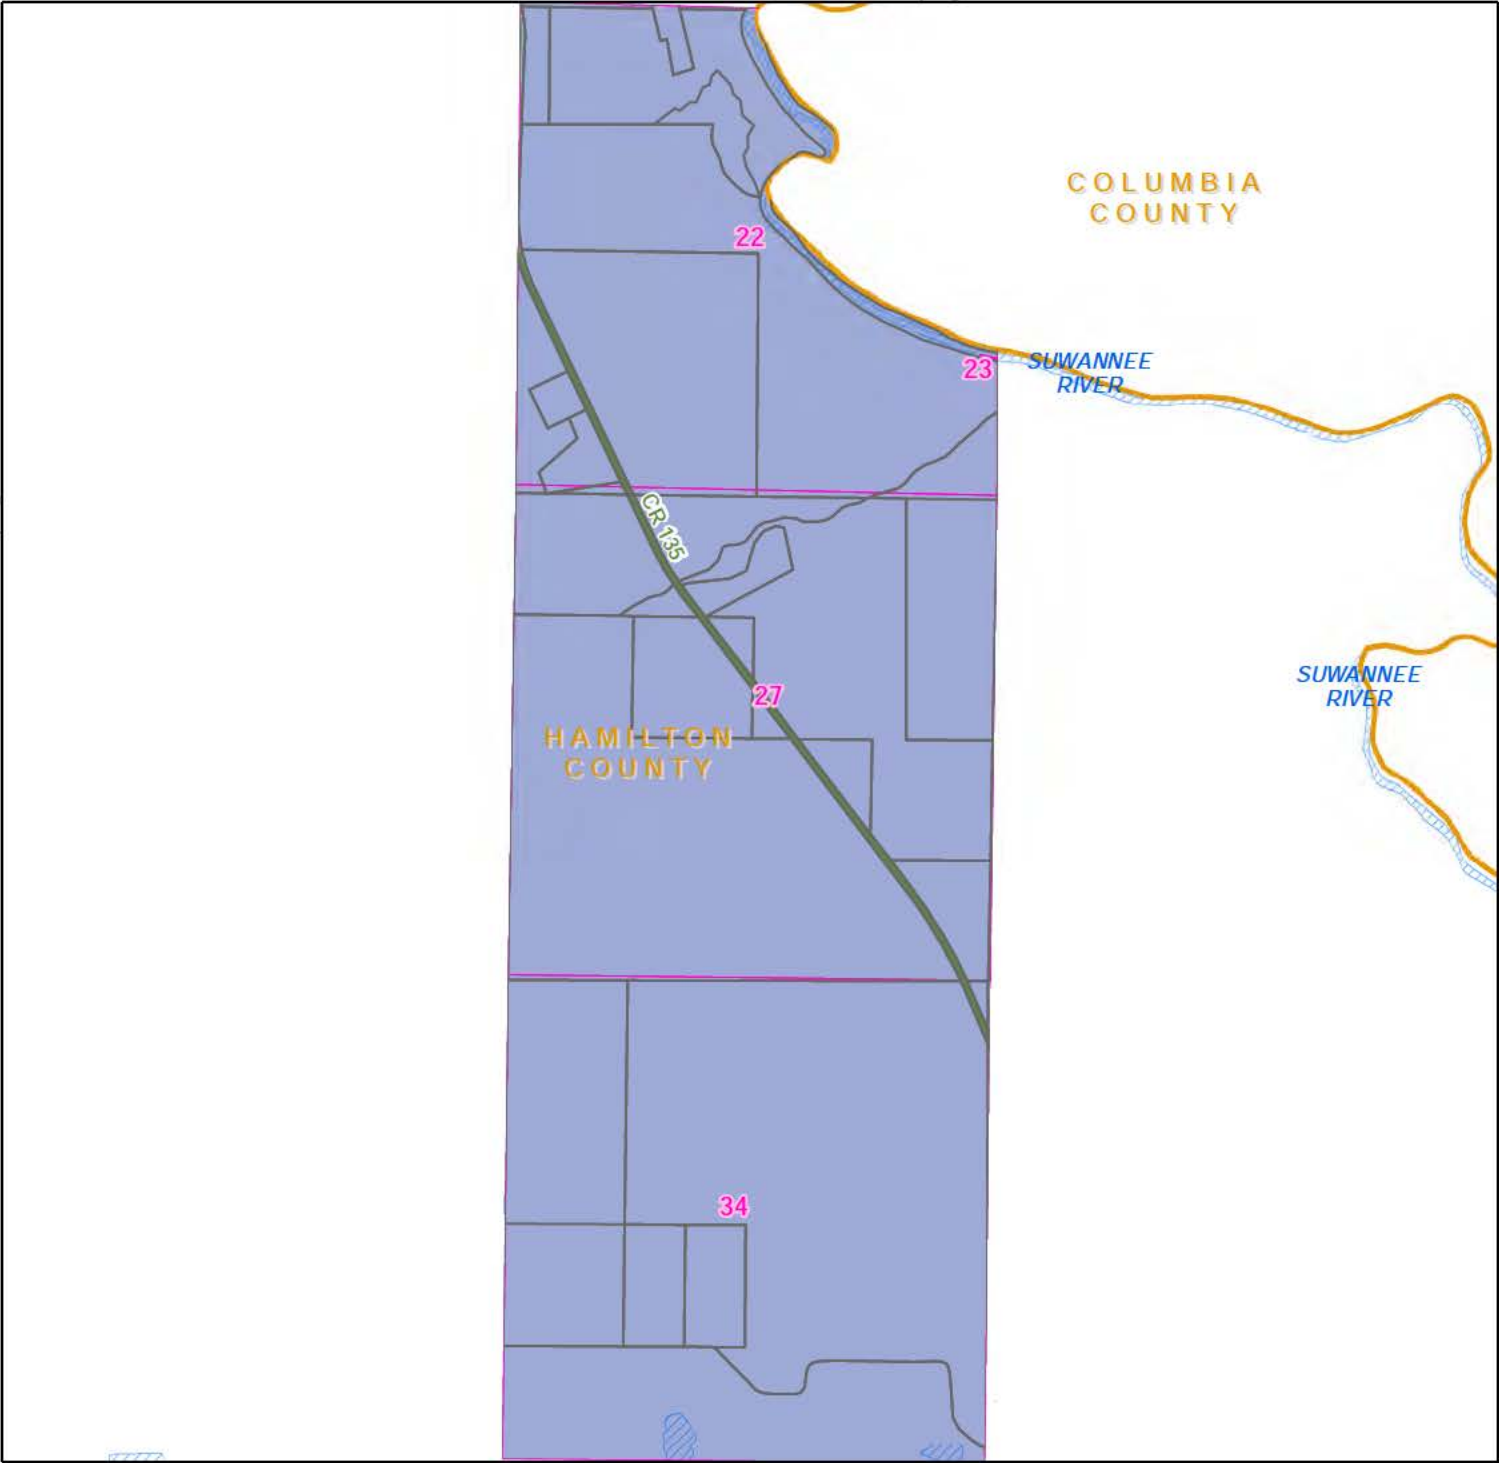 COLUMBIA
COUNTY
22
SUWANNEE
RIVER
23
CR 135
SUWANNEE
RIVER
27
HAMILTON
COUNTY
34